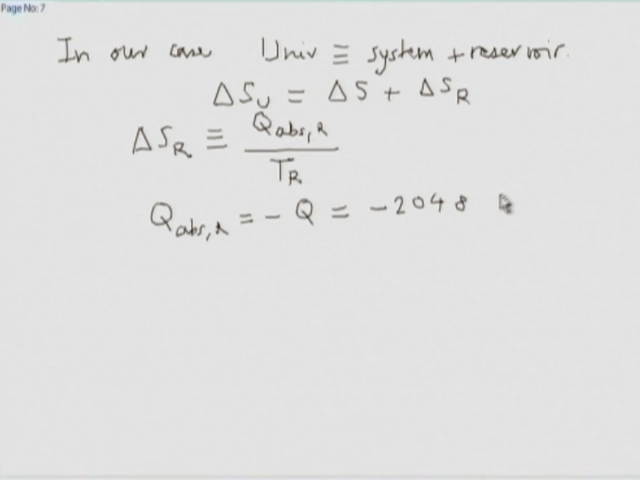 Page No: 7
In our case Univ ≡ system + reservoir.
ΔS_U = ΔS + ΔS_R
ΔS_R ≡ Q_abs,R / T_R
Q_abs,R = - Q = - 2048